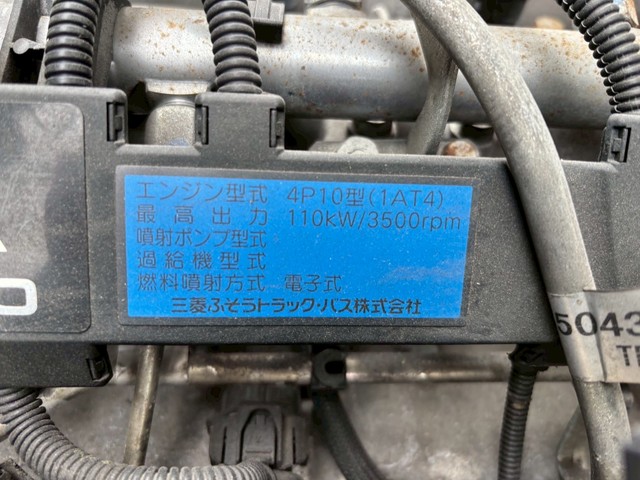 エンジン型式 4P10型(1AT4)
最高出力 110kW/3500rpm
噴射ポンプ型式
過給機型式
燃料噴射方式 電子式
三菱ふそうトラック・バス株式会社
5043